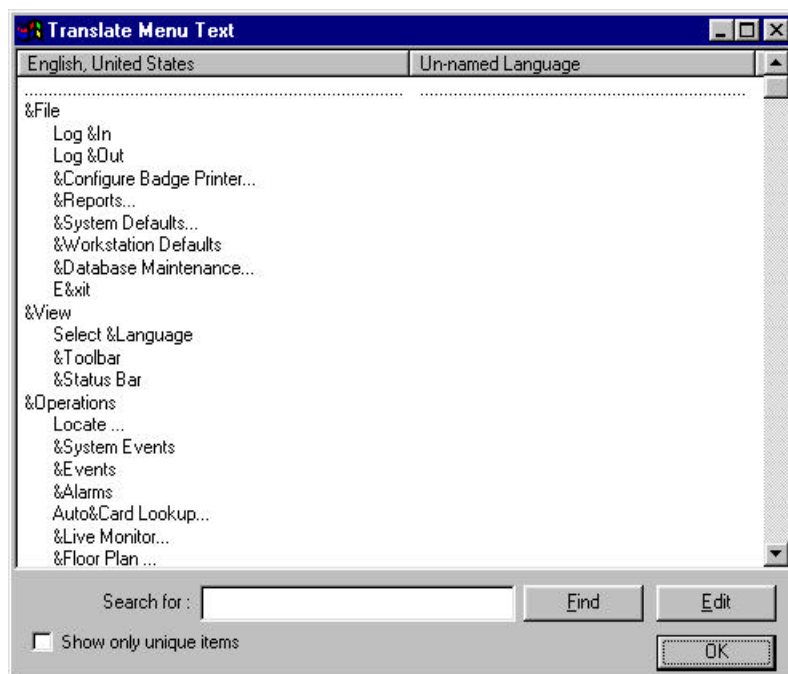 Translate Menu Text
English, United States Un-named Language
&File
Log &In
Log &Out
&Configure Badge Printer...
&Reports...
&System Defaults...
&Workstation Defaults
&Database Maintenance...
E&xit
&View
Select &Language
&Toolbar
&Status Bar
&Operations
Locate ...
&System Events
&Events
&Alarms
Auto&Card Lookup...
&Live Monitor...
&Floor Plan ...
Search for : Find Edit
Show only unique items
OK